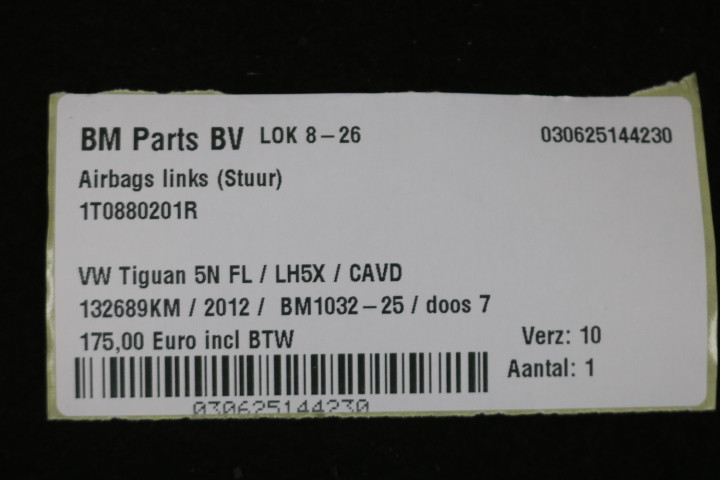 BM Parts BV LOK 8-26 030625144230
Airbags links (Stuur)
1T0880201R
VW Tiguan 5N FL / LH5X / CAVD
132689KM / 2012 / BM1032-25 / doos 7
175,00 Euro incl BTW Verz: 10
Aantal: 1
030625144230